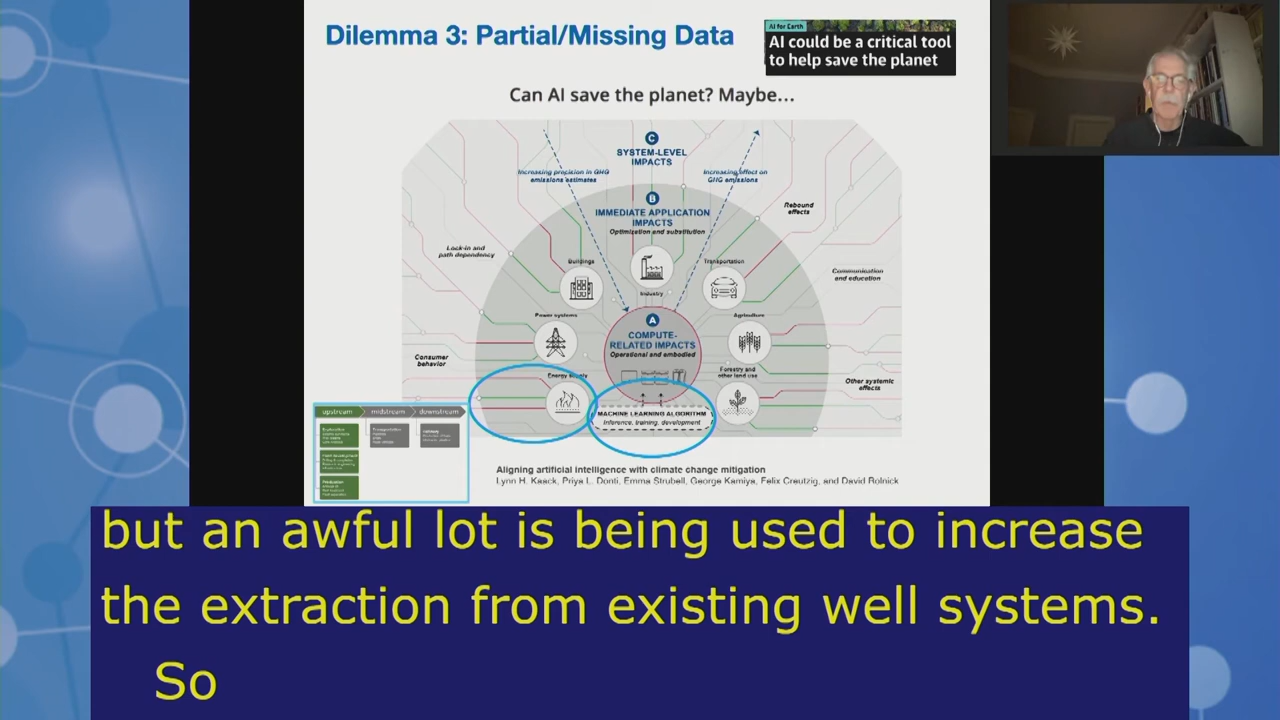 Dilemma 3: Partial/Missing Data
AI for Earth
AI could be a critical tool
to help save the planet
Can AI save the planet? Maybe...
C
SYSTEM-LEVEL
IMPACTS
Increasing precision in GHG
emissions estimates
Increasing effect on
GHG emissions
B
IMMEDIATE APPLICATION
IMPACTS
Optimization and substitution
Rebound
effects
Lock-in and
path dependency
Buildings
Industry
Transportation
Communication
and education
Power systems
Agriculture
A
COMPUTE-
RELATED IMPACTS
Operational and embodied
Consumer
behavior
Energy supply
Forestry and
other land use
Other systemic
effects
MACHINE LEARNING ALGORITHM
Inference, training, development
upstream
midstream
downstream
Exploration
Transportation
Production
Aligning artificial intelligence with climate change mitigation
Lynn H. Kaack, Priya L. Donti, Emma Strubell, George Kamiya, Felix Creutzig, and David Rolnick
but an awful lot is being used to increase
the extraction from existing well systems.
So